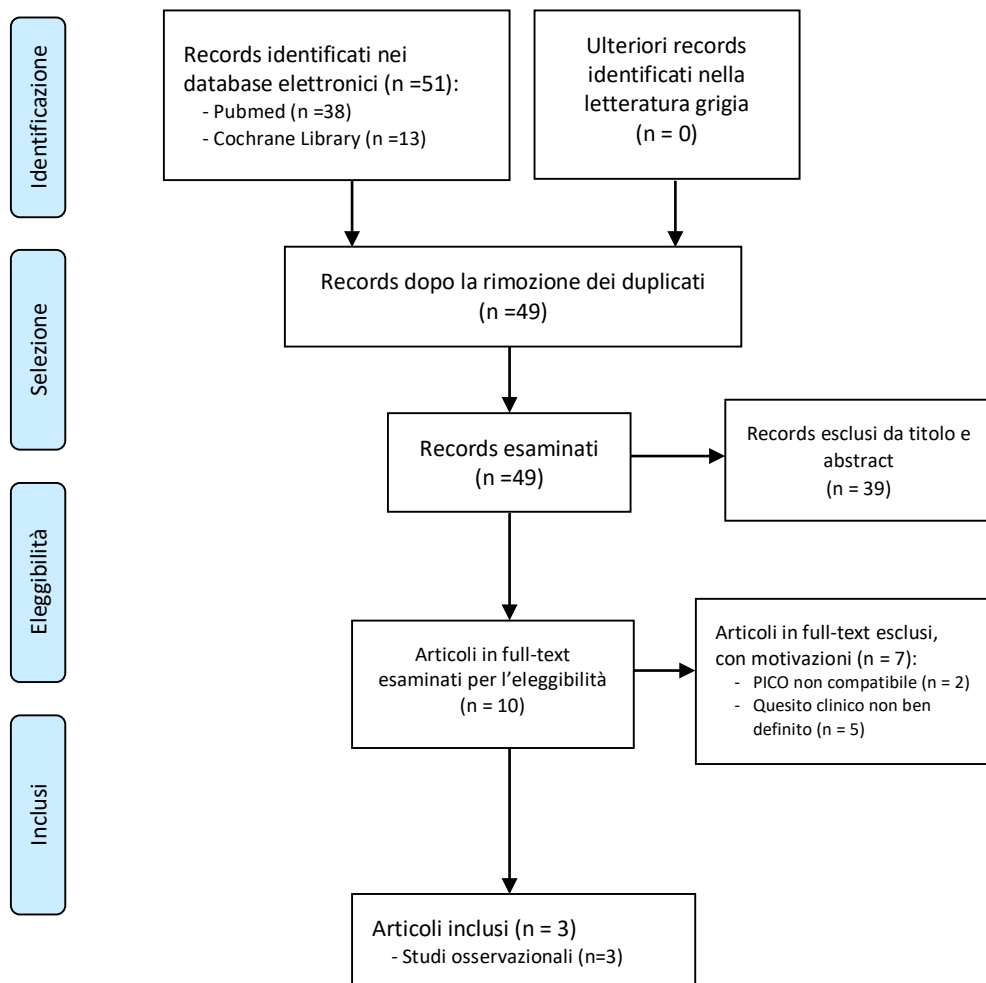 Identificazione
Records identificati nei
database elettronici (n =51):
- Pubmed (n =38)
- Cochrane Library (n =13)
Ulteriori records
identificati nella
letteratura grigia
(n = 0)
Selezione
Records dopo la rimozione dei duplicati
(n =49)
Records esaminati
(n =49)
Records esclusi da titolo e
abstract
(n = 39)
Eleggibilità
Articoli in full-text
esaminati per l'eleggibilità
(n = 10)
Articoli in full-text esclusi,
con motivazioni (n = 7):
- PICO non compatibile (n = 2)
- Quesito clinico non ben
definito (n = 5)
Inclusi
Articoli inclusi (n = 3)
- Studi osservazionali (n=3)